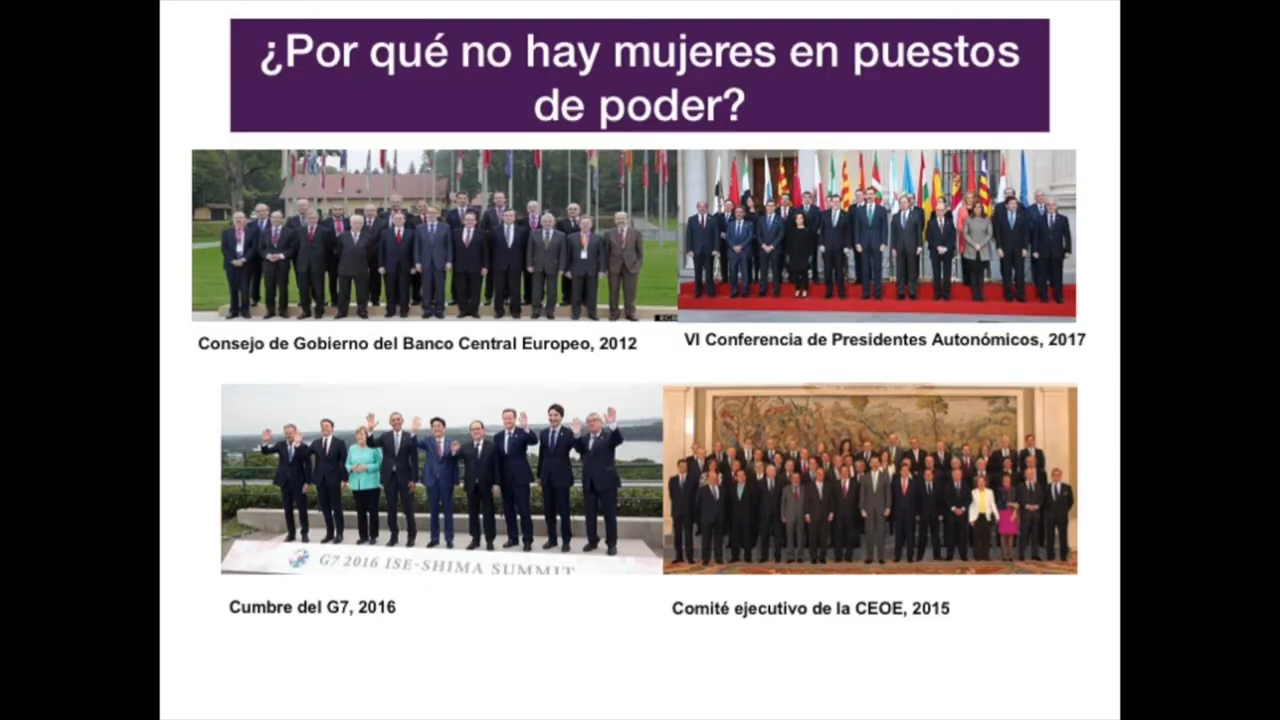 ¿Por qué no hay mujeres en puestos
de poder?
Consejo de Gobierno del Banco Central Europeo, 2012
VI Conferencia de Presidentes Autonómicos, 2017
G7 2016 ISE-SHIMA SUMMIT
Cumbre del G7, 2016
Comité ejecutivo de la CEOE, 2015